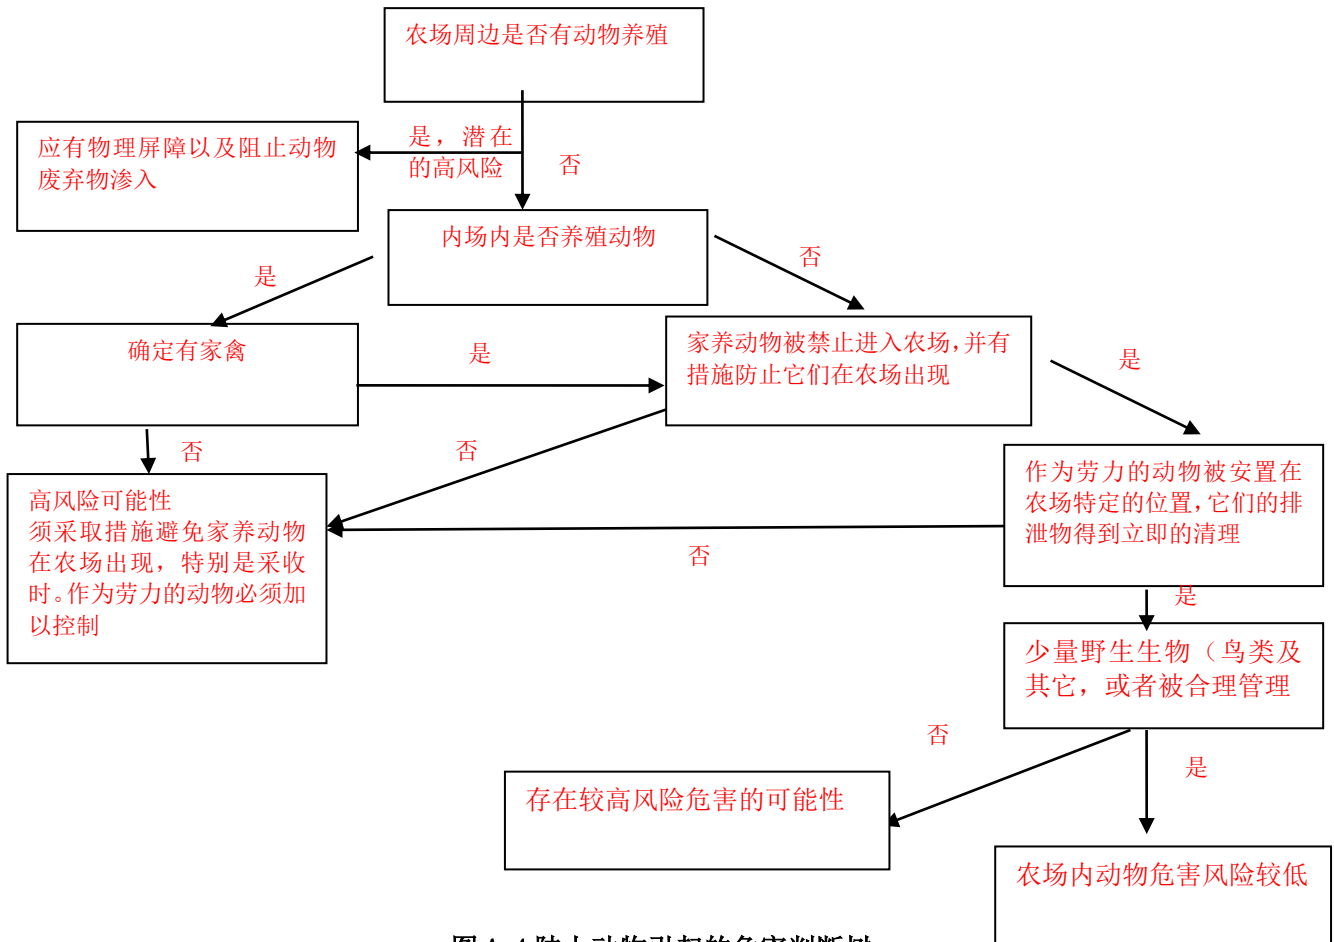 农场周边是否有动物养殖
应有物理屏障以及阻止动物
废弃物渗入
是，潜在
的高风险
否
内场内是否养殖动物
是
否
确定有家禽
是
家养动物被禁止进入农场，并有
措施防止它们在农场出现
是
否
否
高风险可能性
须采取措施避免家养动物
在农场出现，特别是采收
时。作为劳力的动物必须加
以控制
作为劳力的动物被安置在
农场特定的位置，它们的排
泄物得到立即的清理
否
是
少量野生生物（鸟类及
其它，或者被合理管理
否
是
存在较高风险危害的可能性
农场内动物危害风险较低